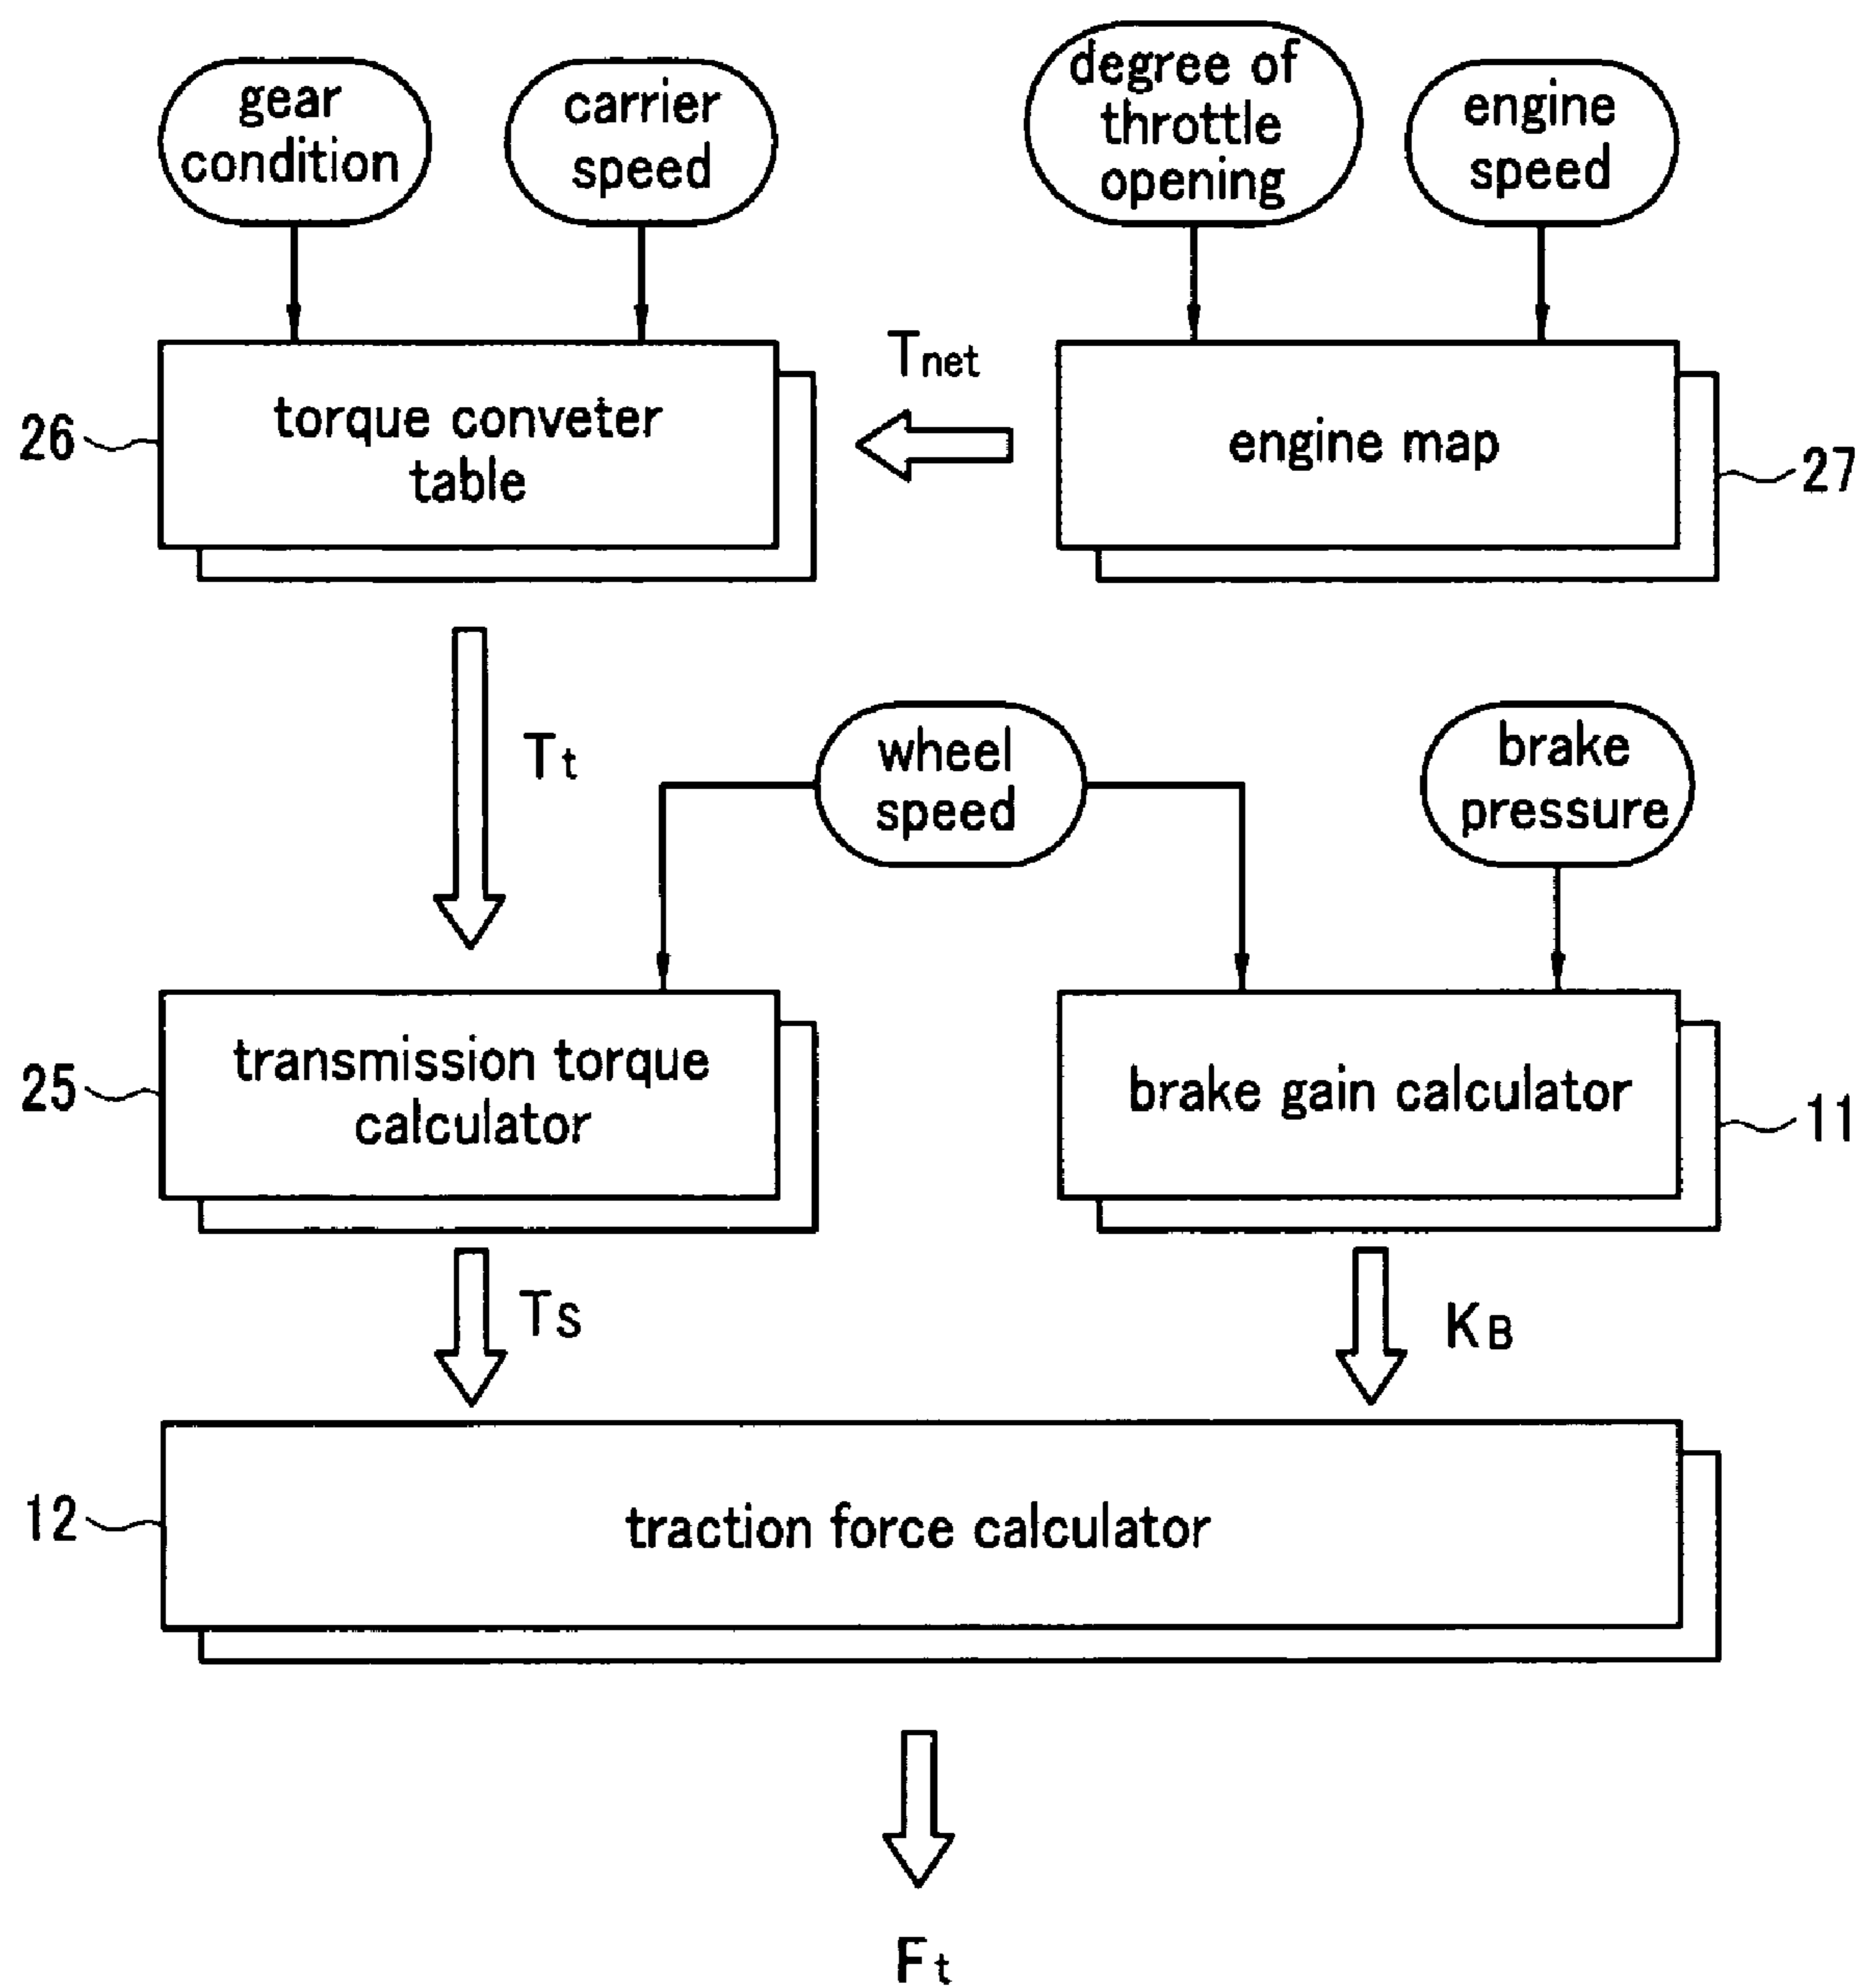 gear
condition
carrier
speed
degree of
throttle
opening
engine
speed
Tnet
26
torque conveter
table
engine map
27
Tt
wheel
speed
brake
pressure
25
transmission torque
calculator
brake gain calculator
11
TS
KB
12
traction force calculator
Ft